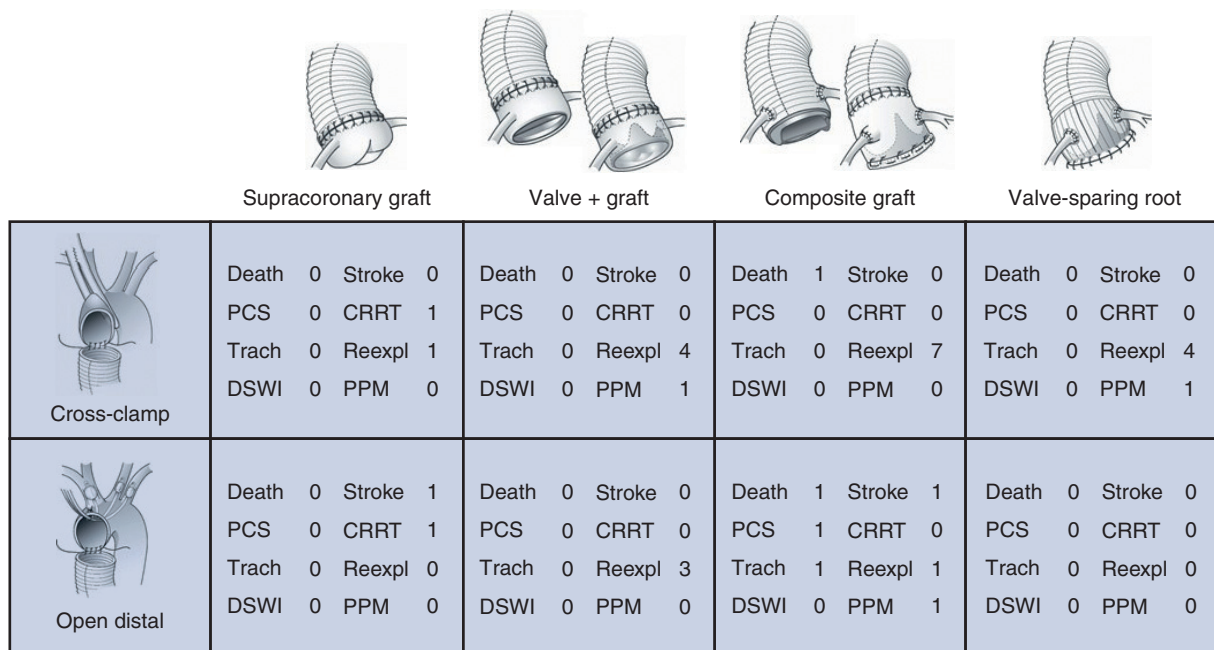 Supracoronary graft Valve + graft Composite graft Valve-sparing root
Death 0 Stroke 0 Death 0 Stroke 0 Death 1 Stroke 0 Death 0 Stroke 0
PCS 0 CRRT 1 PCS 0 CRRT 0 PCS 0 CRRT 0 PCS 0 CRRT 0
Trach 0 Reexpl 1 Trach 0 Reexpl 4 Trach 0 Reexpl 7 Trach 0 Reexpl 4
DSWI 0 PPM 0 DSWI 0 PPM 1 DSWI 0 PPM 0 DSWI 0 PPM 1
Cross-clamp
Death 0 Stroke 1 Death 0 Stroke 0 Death 1 Stroke 1 Death 0 Stroke 0
PCS 0 CRRT 1 PCS 0 CRRT 0 PCS 1 CRRT 0 PCS 0 CRRT 0
Trach 0 Reexpl 0 Trach 0 Reexpl 3 Trach 1 Reexpl 1 Trach 0 Reexpl 0
DSWI 0 PPM 0 DSWI 0 PPM 0 DSWI 0 PPM 1 DSWI 0 PPM 0
Open distal